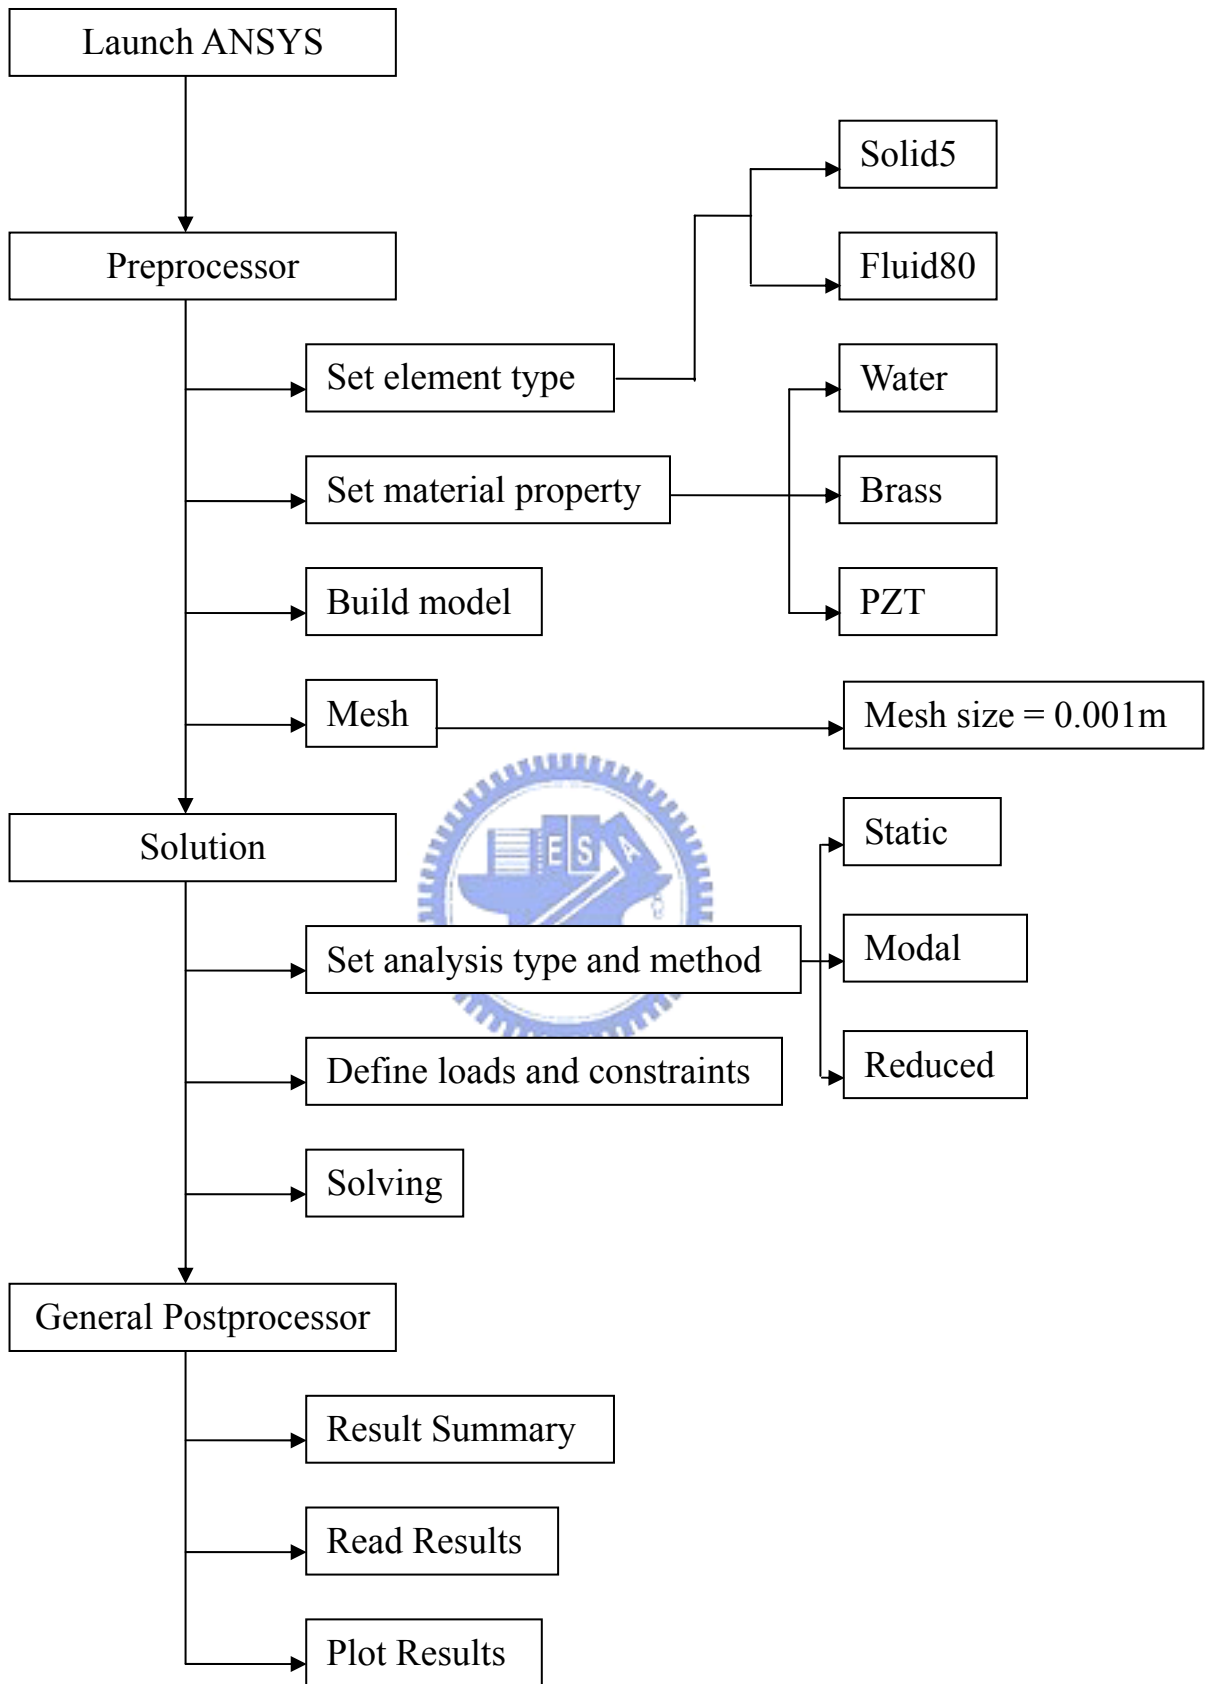 Launch ANSYS
Solid5
Preprocessor
Fluid80
Set element type
Water
Set material property
Brass
Build model
PZT
Mesh
Mesh size = 0.001m
Solution
Static
E S A
Set analysis type and method
Modal
Define loads and constraints
Reduced
Solving
General Postprocessor
Result Summary
Read Results
Plot Results